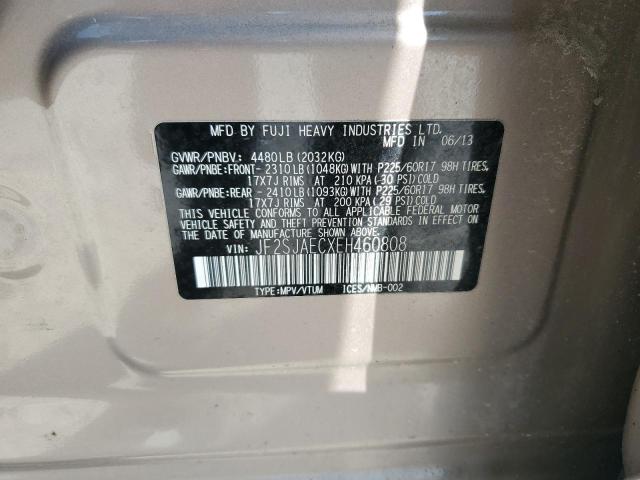 MFD BY FUJI HEAVY INDUSTRIES LTD.
MFD IN 06/13
GVWR/PNBV: 4480LB (2032KG)
GAWR/PNBE:FRONT- 2310LB (1048KG) WITH P225/60R17 98H TIRES,
17X7J RIMS AT 210 KPA (30 PSI) COLD
GAWR/PNBE:REAR -2410LB (1093KG) WITH P225/60R17 98H TIRES,
17X7J RIMS AT 200 KPA (29 PSI) COLD
THIS VEHICLE CONFORMS TO ALL APPLICABLE FEDERAL MOTOR
VEHICLE SAFETY AND THEFT PREVENTION STANDARDS IN EFFECT ON
THE DATE OF MANUFACTURE SHOWN ABOVE.
VIN: JF2SJAECXEH460808
TYPE:MPV/VTUM ICES/NMB-002